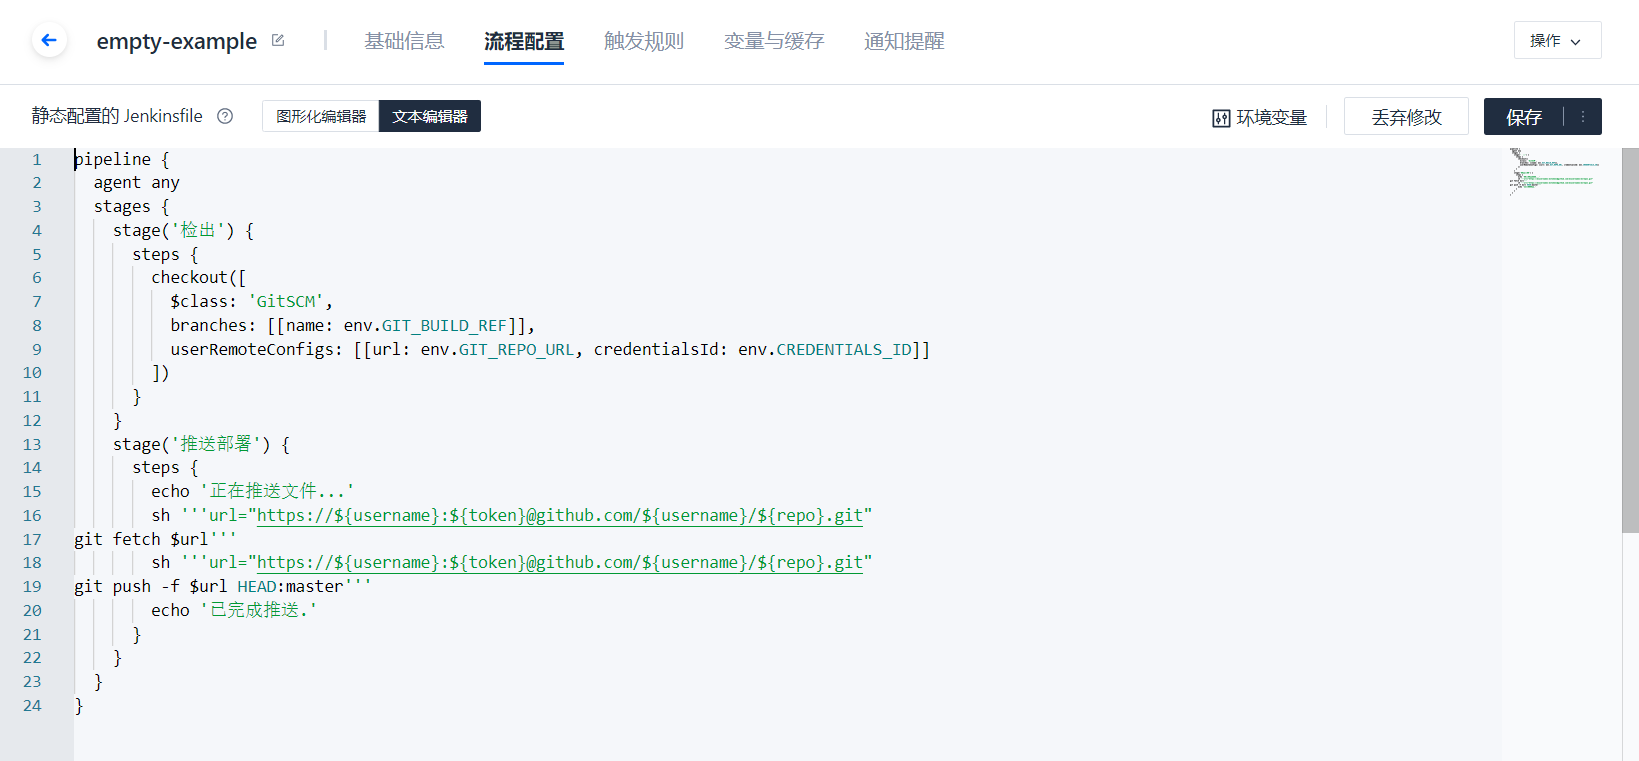 empty-example 基础信息 流程配置 触发规则 变量与缓存 通知提醒 操作
静态配置的 Jenkinsfile 图形化编辑器 文本编辑器 环境变量 丢弃修改 保存
1 pipeline {
2 agent any
3 stages {
4 stage('检出') {
5 steps {
6 checkout([
7 $class: 'GitSCM',
8 branches: [[name: env.GIT_BUILD_REF]],
9 userRemoteConfigs: [[url: env.GIT_REPO_URL, credentialsId: env.CREDENTIALS_ID]]
10 ])
11 }
12 }
13 stage('推送部署') {
14 steps {
15 echo '正在推送文件...'
16 sh '''url="https://${username}:${token}@github.com/${username}/${repo}.git"
17 git fetch $url'''
18 sh '''url="https://${username}:${token}@github.com/${username}/${repo}.git"
19 git push -f $url HEAD:master'''
20 echo '已完成推送.'
21 }
22 }
23 }
24 }